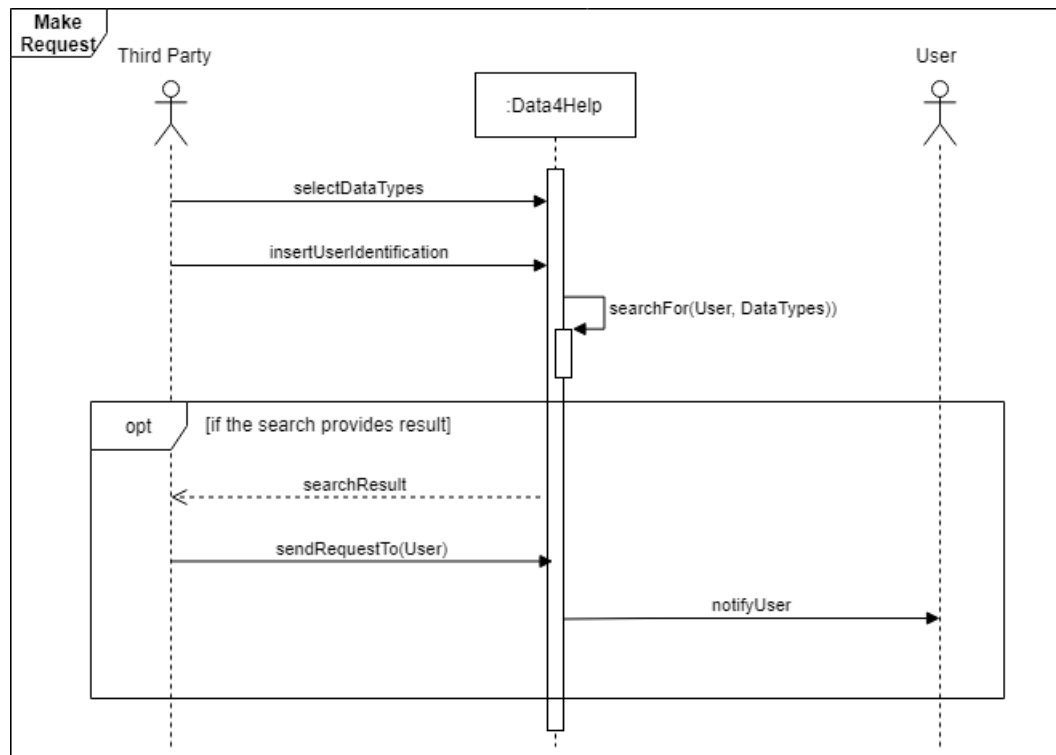 Make
Request
Third Party
User
:Data4Help
selectDataTypes
insertUserIdentification
searchFor(User, DataTypes))
opt
[if the search provides result]
searchResult
sendRequestTo(User)
notifyUser